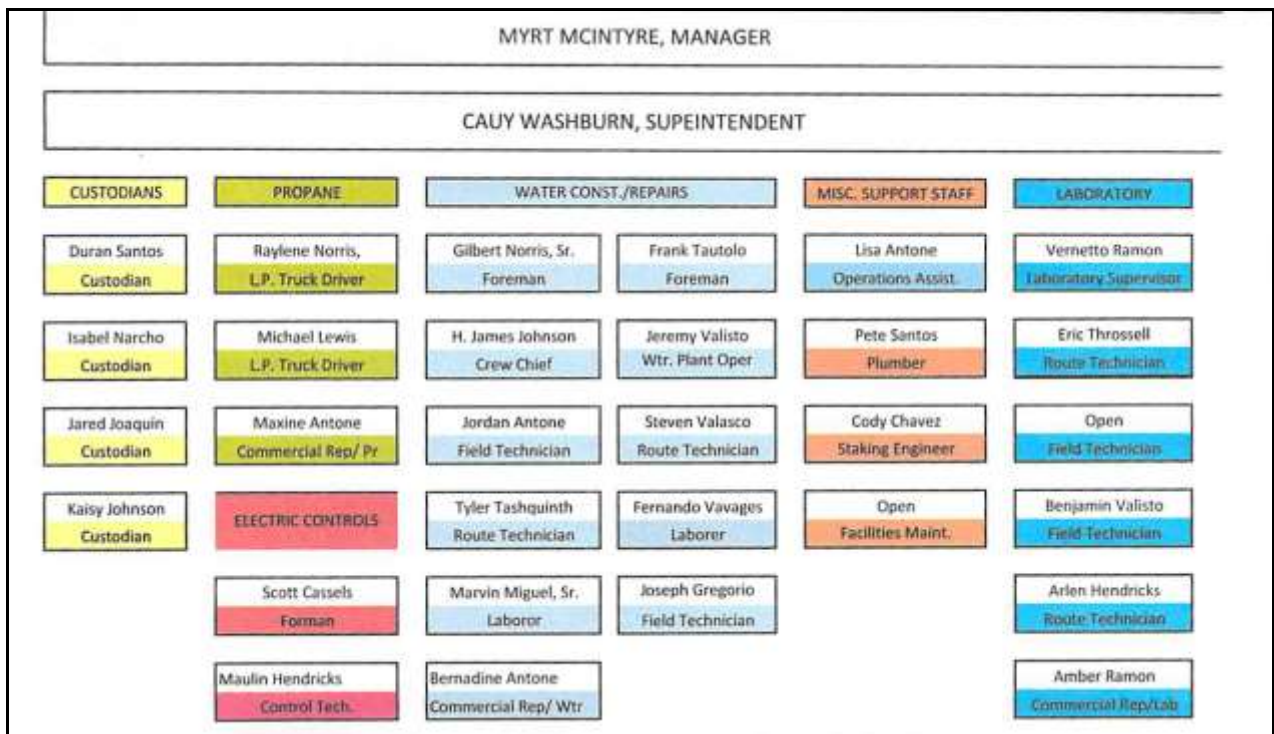 MYRT MCINTYRE, MANAGER
CAUY WASHBURN, SUPEINTENDENT
CUSTODIANS
PROPANE
WATER CONST./REPAIRS
MISC. SUPPORT STAFF
LABORATORY
Duran Santos
Custodian
Raylene Norris,
L.P. Truck Driver
Gilbert Norris, Sr.
Foreman
Frank Tautolo
Foreman
Lisa Antone
Operations Assist.
Vernetto Ramon
Laboratory Supervisor
Isabel Narcho
Custodian
Michael Lewis
L.P. Truck Driver
H. James Johnson
Crew Chief
Jeremy Valisto
Wtr. Plant Oper
Pete Santos
Plumber
Eric Throssell
Route Technician
Jared Joaquin
Custodian
Maxine Antone
Commercial Rep/ Pr
Jordan Antone
Field Technician
Steven Valasco
Route Technician
Cody Chavez
Staking Engineer
Open
Field Technician
Kaisy Johnson
Custodian
ELECTRIC CONTROLS
Tyler Tashquinth
Route Technician
Fernando Vavages
Laborer
Open
Facilities Maint.
Benjamin Valisto
Field Technician
Scott Cassels
Forman
Marvin Miguel, Sr.
Laboror
Joseph Gregorio
Field Technician
Arlen Hendricks
Route Technician
Maulin Hendricks
Control Tech.
Bernadine Antone
Commercial Rep/ Wtr
Amber Ramon
Commercial Rep/Lab